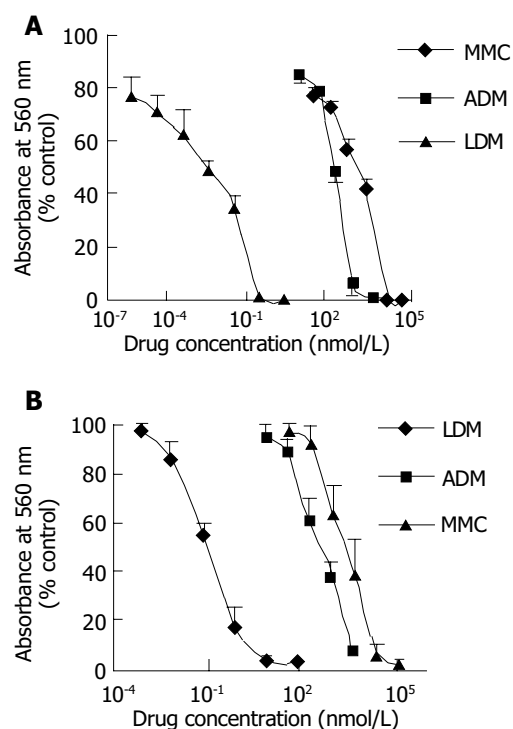 A
Absorbance at 560 nm
(% control)
100
80
60
40
20
0
10-7
10-4
10-1
10²
10⁵
Drug concentration (nmol/L)
MMC
ADM
LDM
B
Absorbance at 560 nm
(% control)
100
80
60
40
20
10-4
10-1
10²
10⁵
Drug concentration (nmol/L)
LDM
ADM
MMC